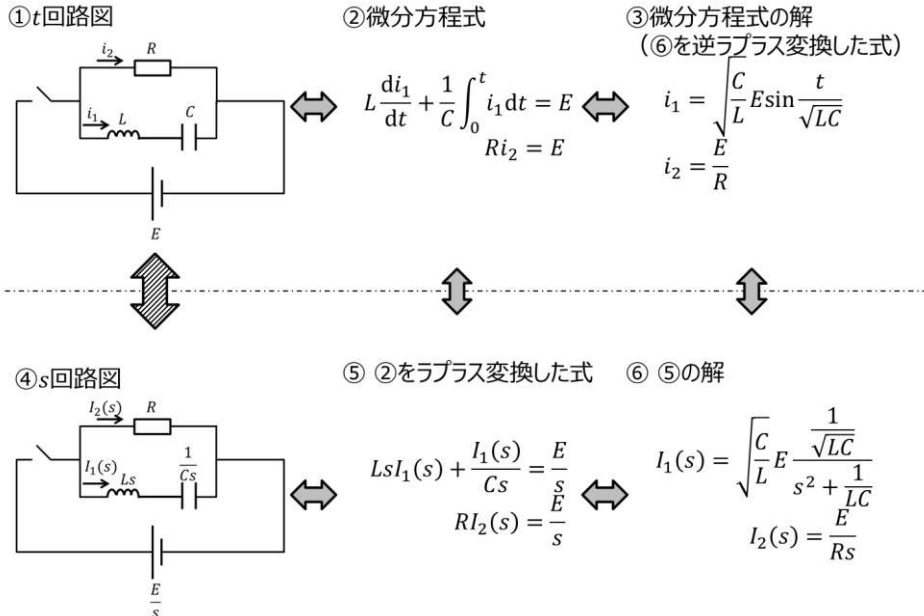 ①t回路図
i₂
R
i₁
L
C
E
②微分方程式
L di₁/dt + 1/C ∫₀ᵗ i₁dt = E
Ri₂ = E
③微分方程式の解
(⑥を逆ラプラス変換した式)
i₁ = √(C/L) E sin t/√(LC)
i₂ = E/R
④s回路図
I₂(s)
R
I₁(s)
Ls
1/Cs
E/s
⑤ ②をラプラス変換した式
LsI₁(s) + I₁(s)/Cs = E/s
RI₂(s) = E/s
⑥ ⑤の解
I₁(s) = √(C/L) E (1/√(LC))/(s² + 1/LC)
I₂(s) = E/Rs